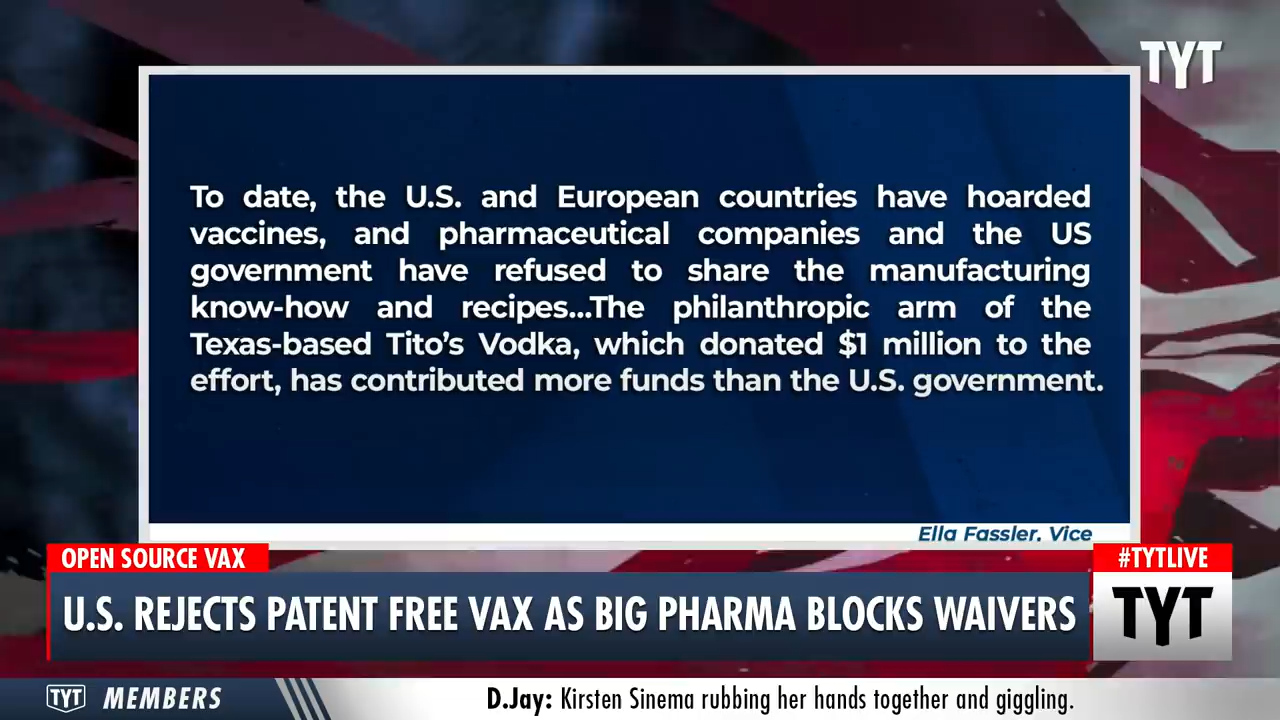 TYT
To date, the U.S. and European countries have hoarded
vaccines, and pharmaceutical companies and the US
government have refused to share the manufacturing
know-how and recipes...The philanthropic arm of the
Texas-based Tito's Vodka, which donated $1 million to the
effort, has contributed more funds than the U.S. government.
Ella Fassler, Vice
OPEN SOURCE VAX
#TYTLIVE
U.S. REJECTS PATENT FREE VAX AS BIG PHARMA BLOCKS WAIVERS
TYT
TYT MEMBERS
D.Jay: Kirsten Sinema rubbing her hands together and giggling.